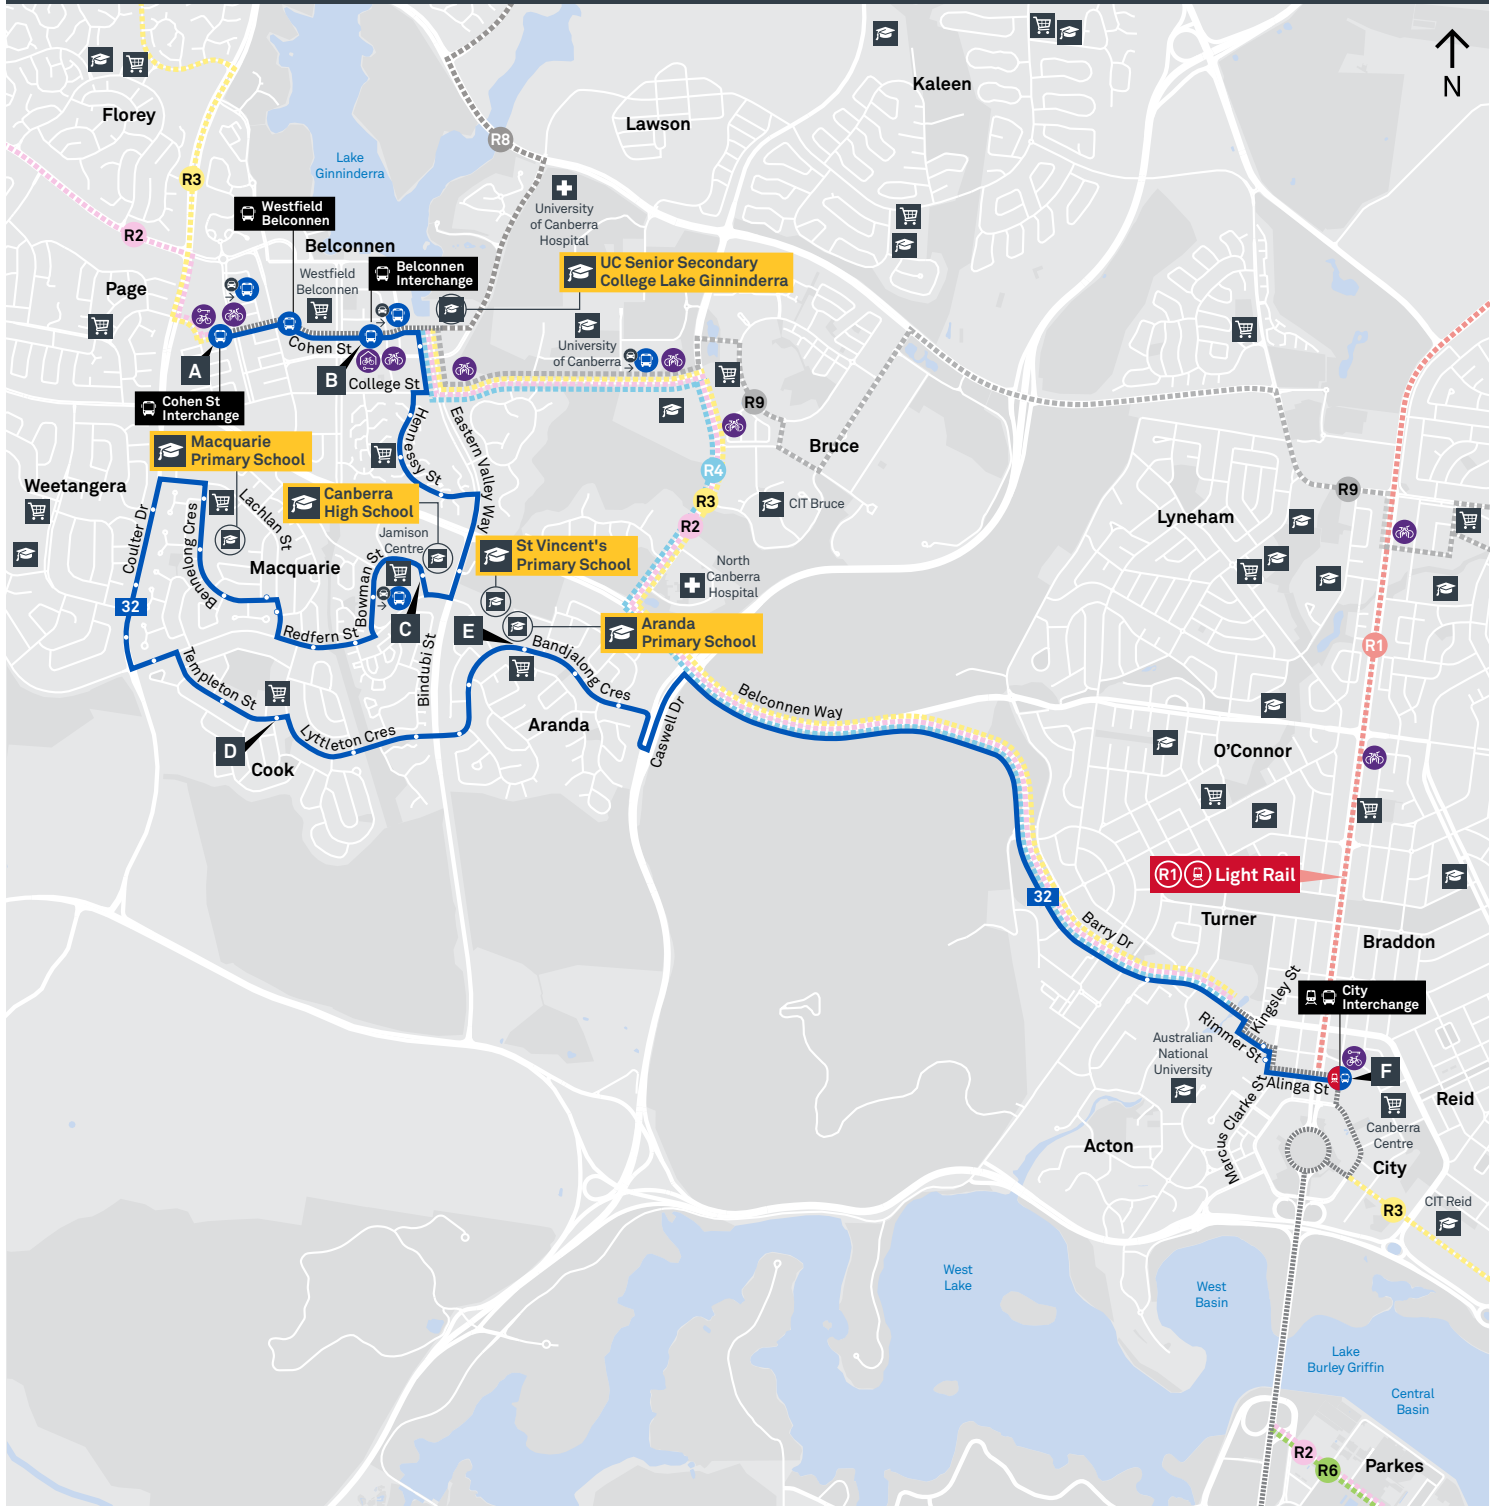 N
Kaleen
Florey
Lawson
R8
Lake
Ginninderra
R3
Westfield
Belconnen
University
of Canberra
Hospital
R2
Belconnen
Belconnen
Interchange
UC Senior Secondary
College Lake Ginninderra
Westfield
Belconnen
Page
Cohen St
University
of Canberra
A
B
College St
Cohen St
Interchange
R9
Macquarie
Primary School
Hennessy St
Eastern Valley Way
Bruce
R4
Weetangera
Canberra
High School
Lachlan St
R3
CIT Bruce
R9
Lyneham
R2
Coulter Dr
Bennelong Cres
Jamison
Centre
St Vincent's
Primary School
Macquarie
Bowman St
North
Canberra
Hospital
32
C
E
Aranda
Primary School
Redfern St
Bandjalong Cres
R1
Templeton St
Bindubi St
Belconnen Way
Lyttleton Cres
Aranda
Caswell Dr
D
Cook
O'Connor
R1
Light Rail
32
Turner
Barry Dr
Braddon
Kingsley St
City
Interchange
Rimmer St
Australian
National
University
F
Alinga St
Marcus Clarke St
Reid
Canberra
Centre
Acton
City
CIT Reid
R3
West
Lake
West
Basin
Lake
Burley Griffin
Central
Basin
R2
R6
Parkes